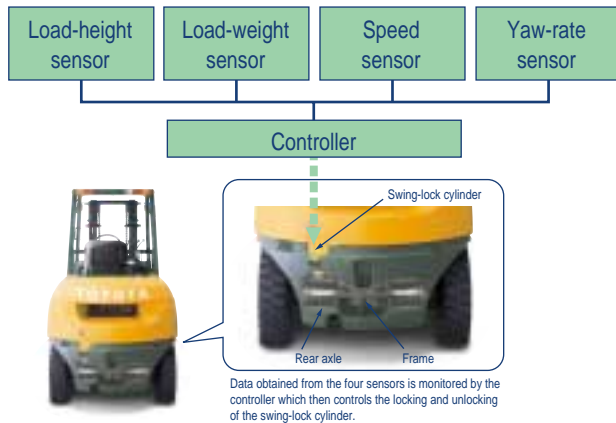 Load-height
sensor
Load-weight
sensor
Speed
sensor
Yaw-rate
sensor
Controller
Swing-lock cylinder
TOYOTA
Rear axle
Frame
Data obtained from the four sensors is monitored by the
controller which then controls the locking and unlocking
of the swing-lock cylinder.